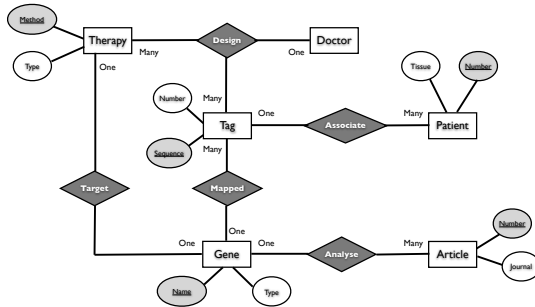 Method
Therapy
Many
Design
One
Doctor
Type
One
Many
Number
Tissue
Number
Tag
One
Associate
Many
Patient
Sequence
Many
Target
Mapped
One
Number
One
Gene
One
Analyse
Many
Article
Name
Type
Journal